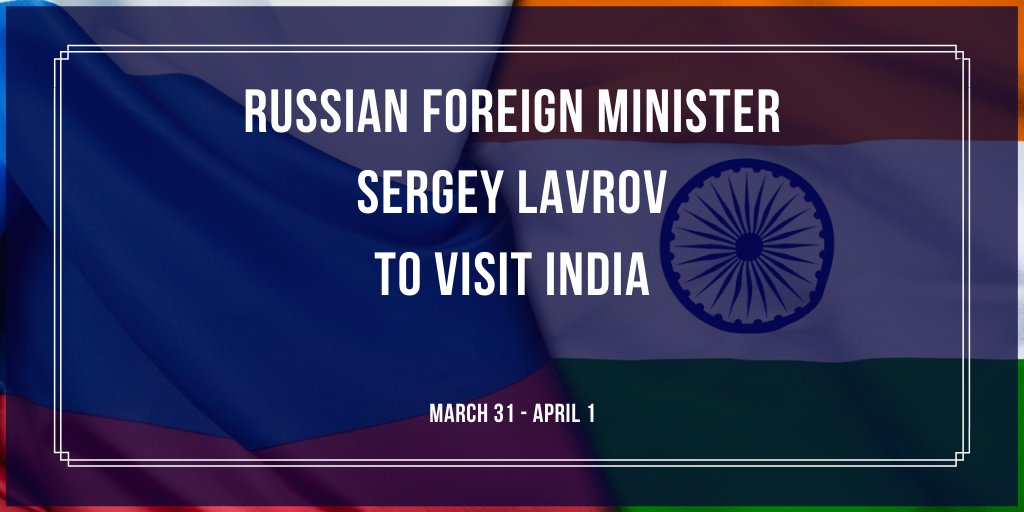 RUSSIAN FOREIGN MINISTER
SERGEY LAVROV
TO VISIT INDIA
MARCH 31 - APRIL 1